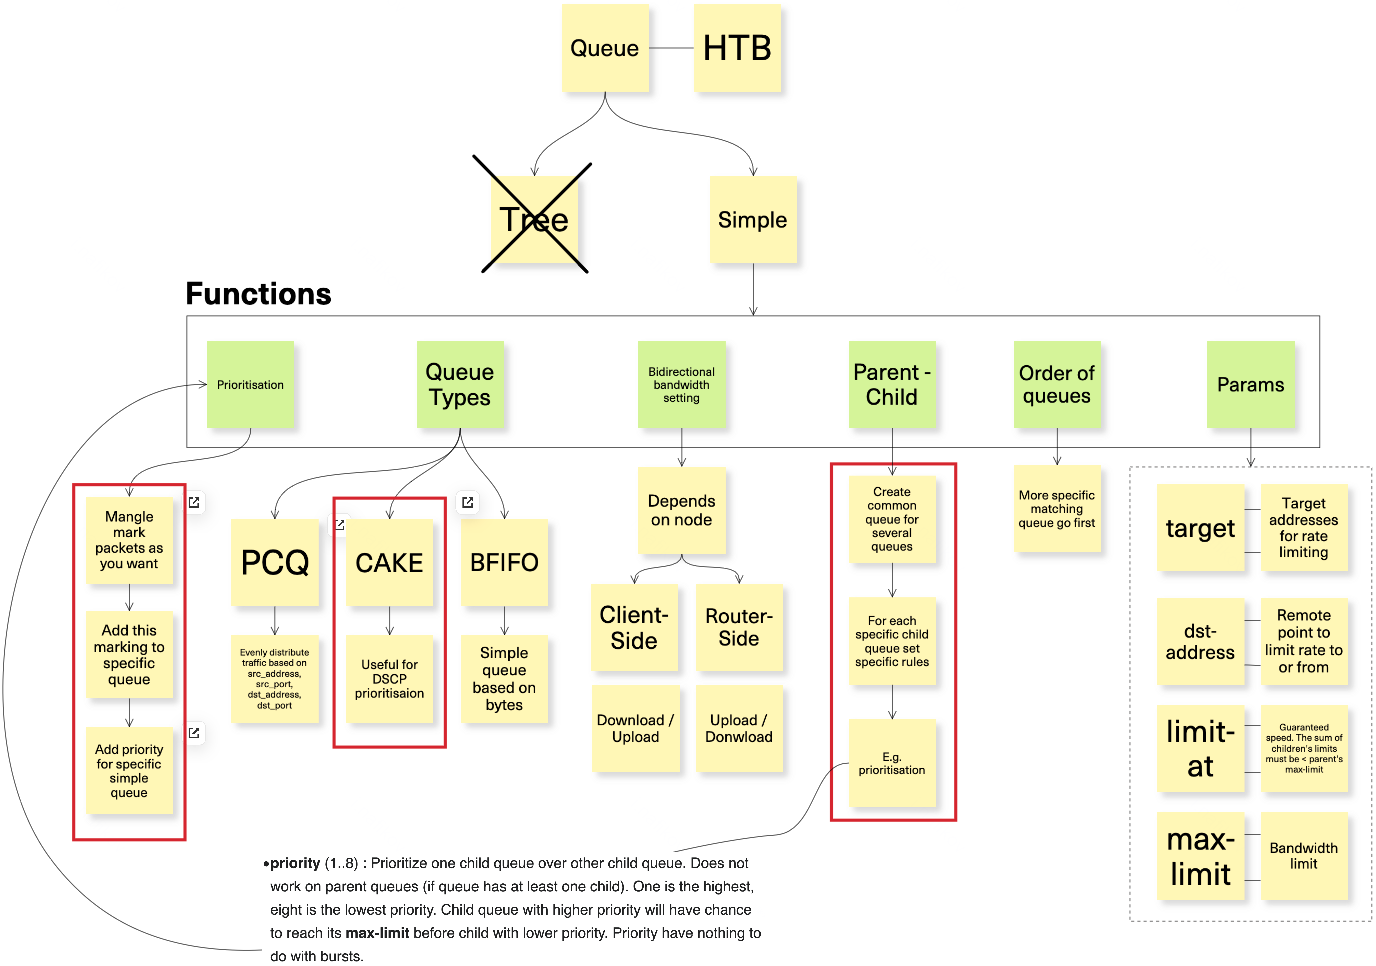 Queue
HTB
Tree
Simple
Functions
Prioritisation
Queue
Types
Bidirectional
bandwidth
setting
Parent -
Child
Order of
queues
Params
Mangle
mark
packets as
you want
Add this
marking to
specific
queue
Add priority
for specific
simple
queue
PCQ
Evenly distribute
traffic based on
src_address,
src_port,
dst_address,
dst_port
CAKE
Useful for
DSCP
prioritisaion
BFIFO
Simple
queue
based on
bytes
Depends
on node
Client-
Side
Router-
Side
Download /
Upload
Upload /
Donwload
Create
common
queue for
several
queues
For each
specific child
queue set
specific rules
E.g.
prioritisation
More specific
matching
queue go first
target
Target
addresses
for rate
limiting
dst-
address
Remote
point to
limit rate to
or from
limit-
at
Guaranteed
speed. The sum of
children's limits
must be < parent's
max-limit
max-
limit
Bandwidth
limit
•priority (1..8) : Prioritize one child queue over other child queue. Does not
work on parent queues (if queue has at least one child). One is the highest,
eight is the lowest priority. Child queue with higher priority will have chance
to reach its max-limit before child with lower priority. Priority have nothing to
do with bursts.